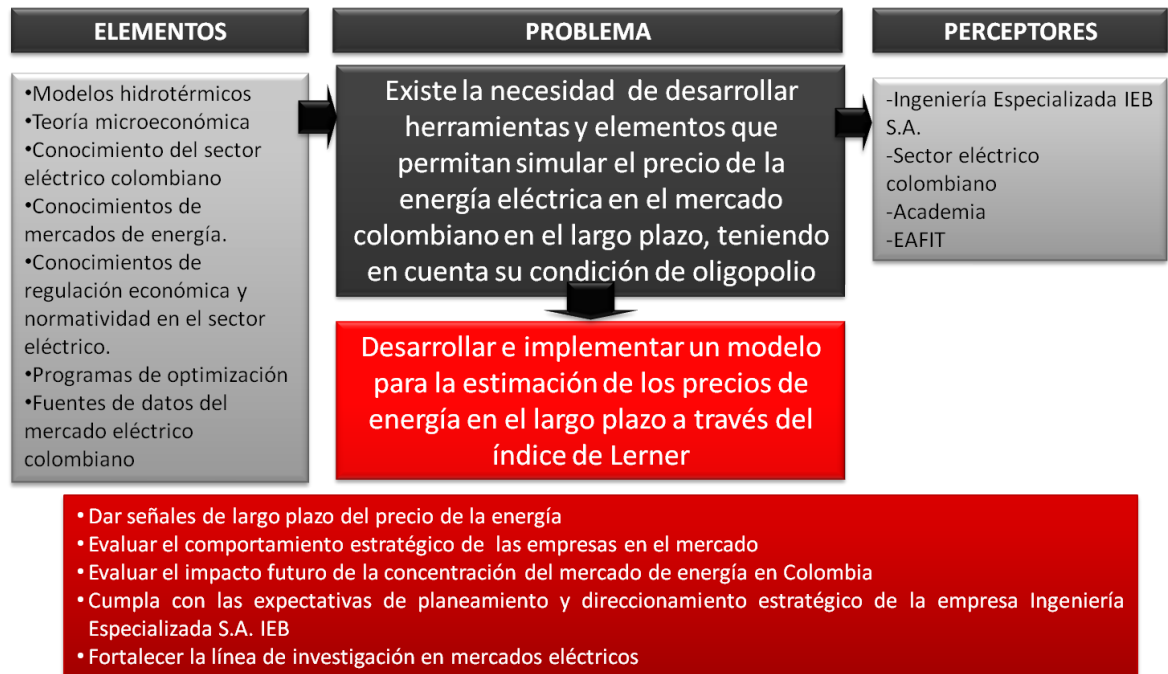 ELEMENTOS
•Modelos hidrotérmicos
•Teoría microeconómica
•Conocimiento del sector
eléctrico colombiano
•Conocimientos de
mercados de energía.
•Conocimientos de
regulación económica y
normatividad en el sector
eléctrico.
•Programas de optimización
•Fuentes de datos del
mercado eléctrico
colombiano
PROBLEMA
Existe la necesidad de desarrollar
herramientas y elementos que
permitan simular el precio de la
energía eléctrica en el mercado
colombiano en el largo plazo, teniendo
en cuenta su condición de oligopolio
Desarrollar e implementar un modelo
para la estimación de los precios de
energía en el largo plazo a través del
índice de Lerner
PERCEPTORES
-Ingeniería Especializada IEB
S.A.
-Sector eléctrico
colombiano
-Academia
-EAFIT
• Dar señales de largo plazo del precio de la energía
• Evaluar el comportamiento estratégico de las empresas en el mercado
• Evaluar el impacto futuro de la concentración del mercado de energía en Colombia
• Cumpla con las expectativas de planeamiento y direccionamiento estratégico de la empresa Ingeniería
Especializada S.A. IEB
• Fortalecer la línea de investigación en mercados eléctricos